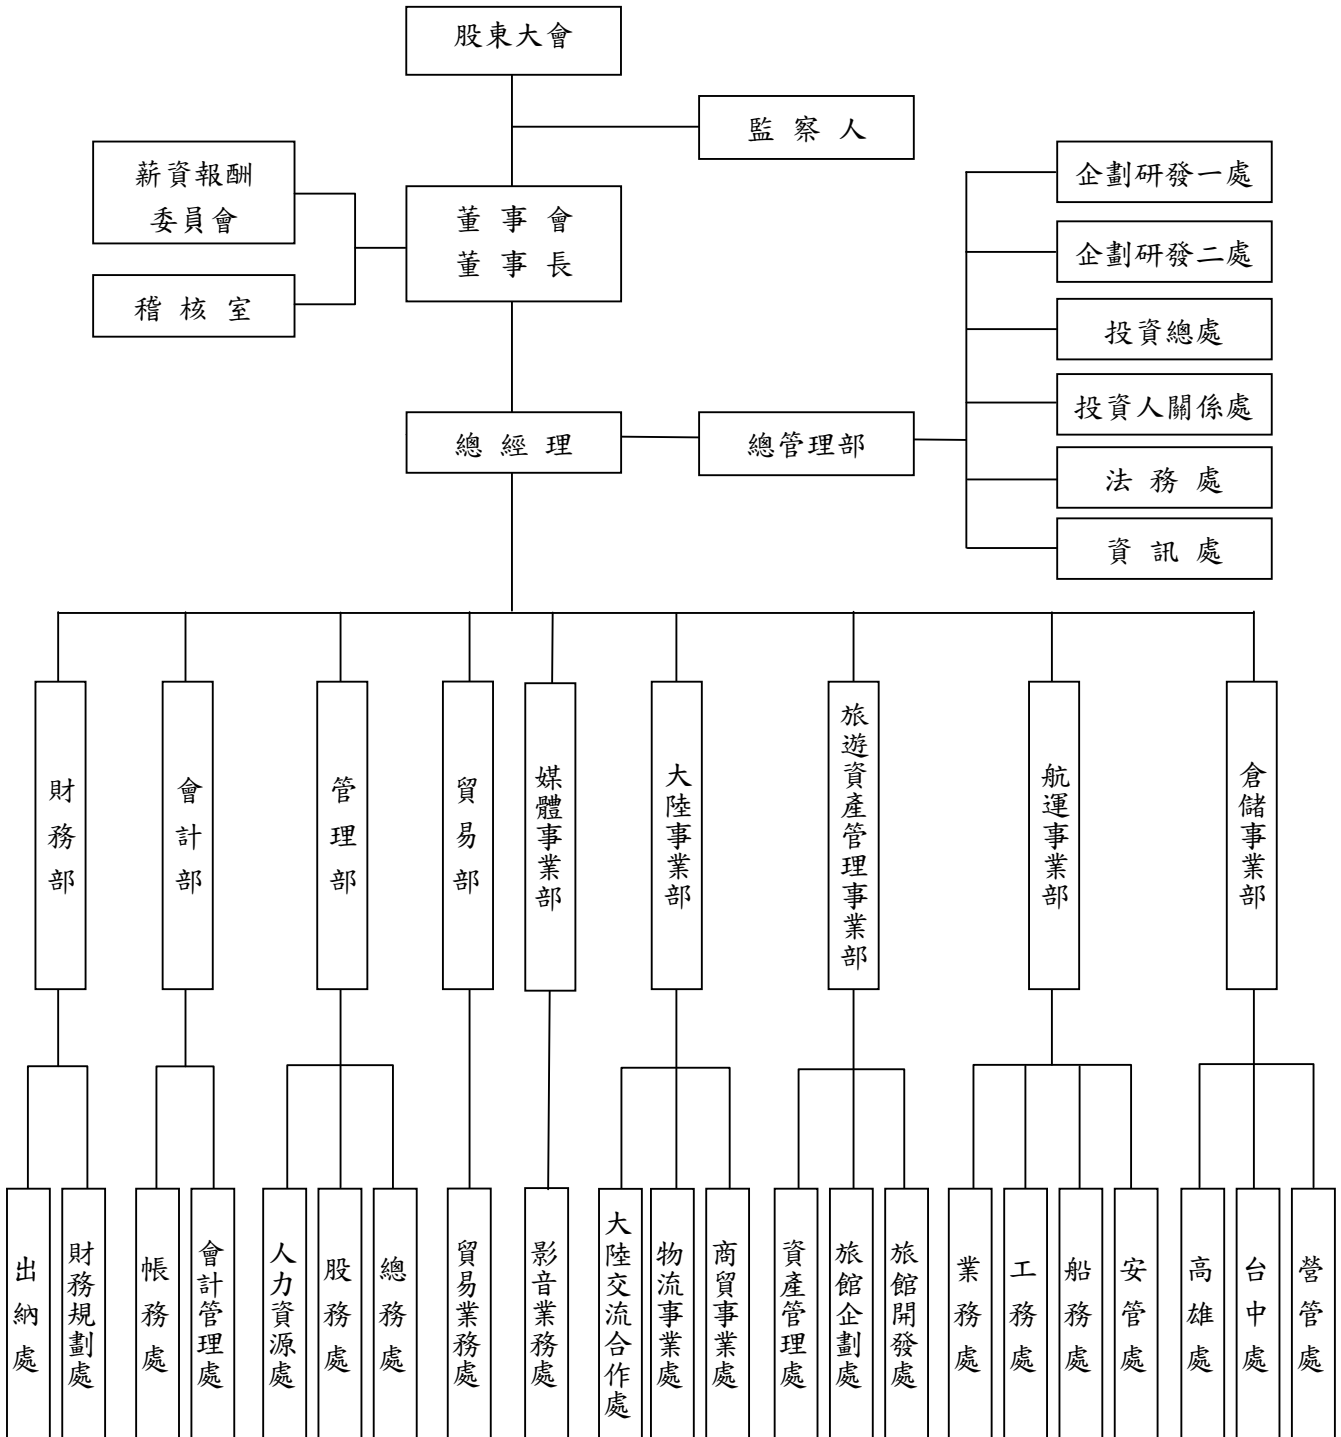 股東大會
監察人
薪資報酬
委員會
董事會
董事長
稽核室
企劃研發一處
企劃研發二處
投資總處
投資人關係處
法務處
資訊處
總經理
總管理部
財務部
會計部
管理部
貿易部
媒體事業部
大陸事業部
旅遊資產管理事業部
航運事業部
倉儲事業部
出納處
財務規劃處
帳務處
會計管理處
人力資源處
股務處
總務處
貿易業務處
影音業務處
大陸交流合作處
物流事業處
商貿事業處
資產管理處
旅館企劃處
旅館開發處
業務處
工務處
船務處
安管處
高雄處
台中處
營管處